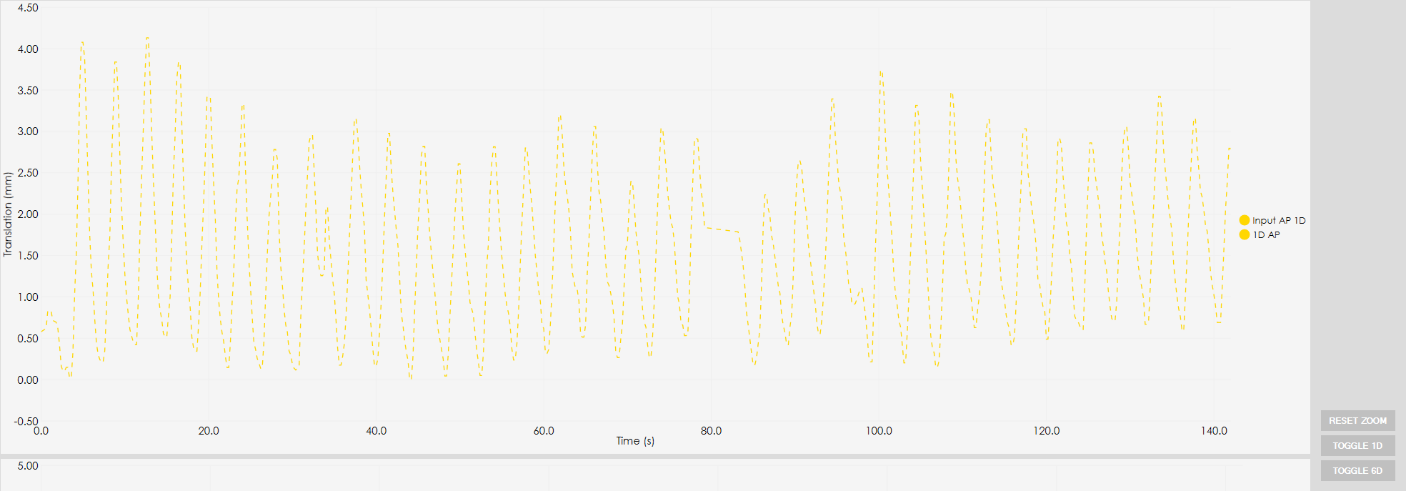 4.50
4.00
3.50
3.00
2.50
2.00
1.50
1.00
0.50
0.00
-0.50
Translation (mm)
0.0 20.0 40.0 60.0 80.0 100.0 120.0 140.0
Time (s)
Input AP 1D
1D AP
RESET ZOOM
TOGGLE 1D
TOGGLE 6D
5.00